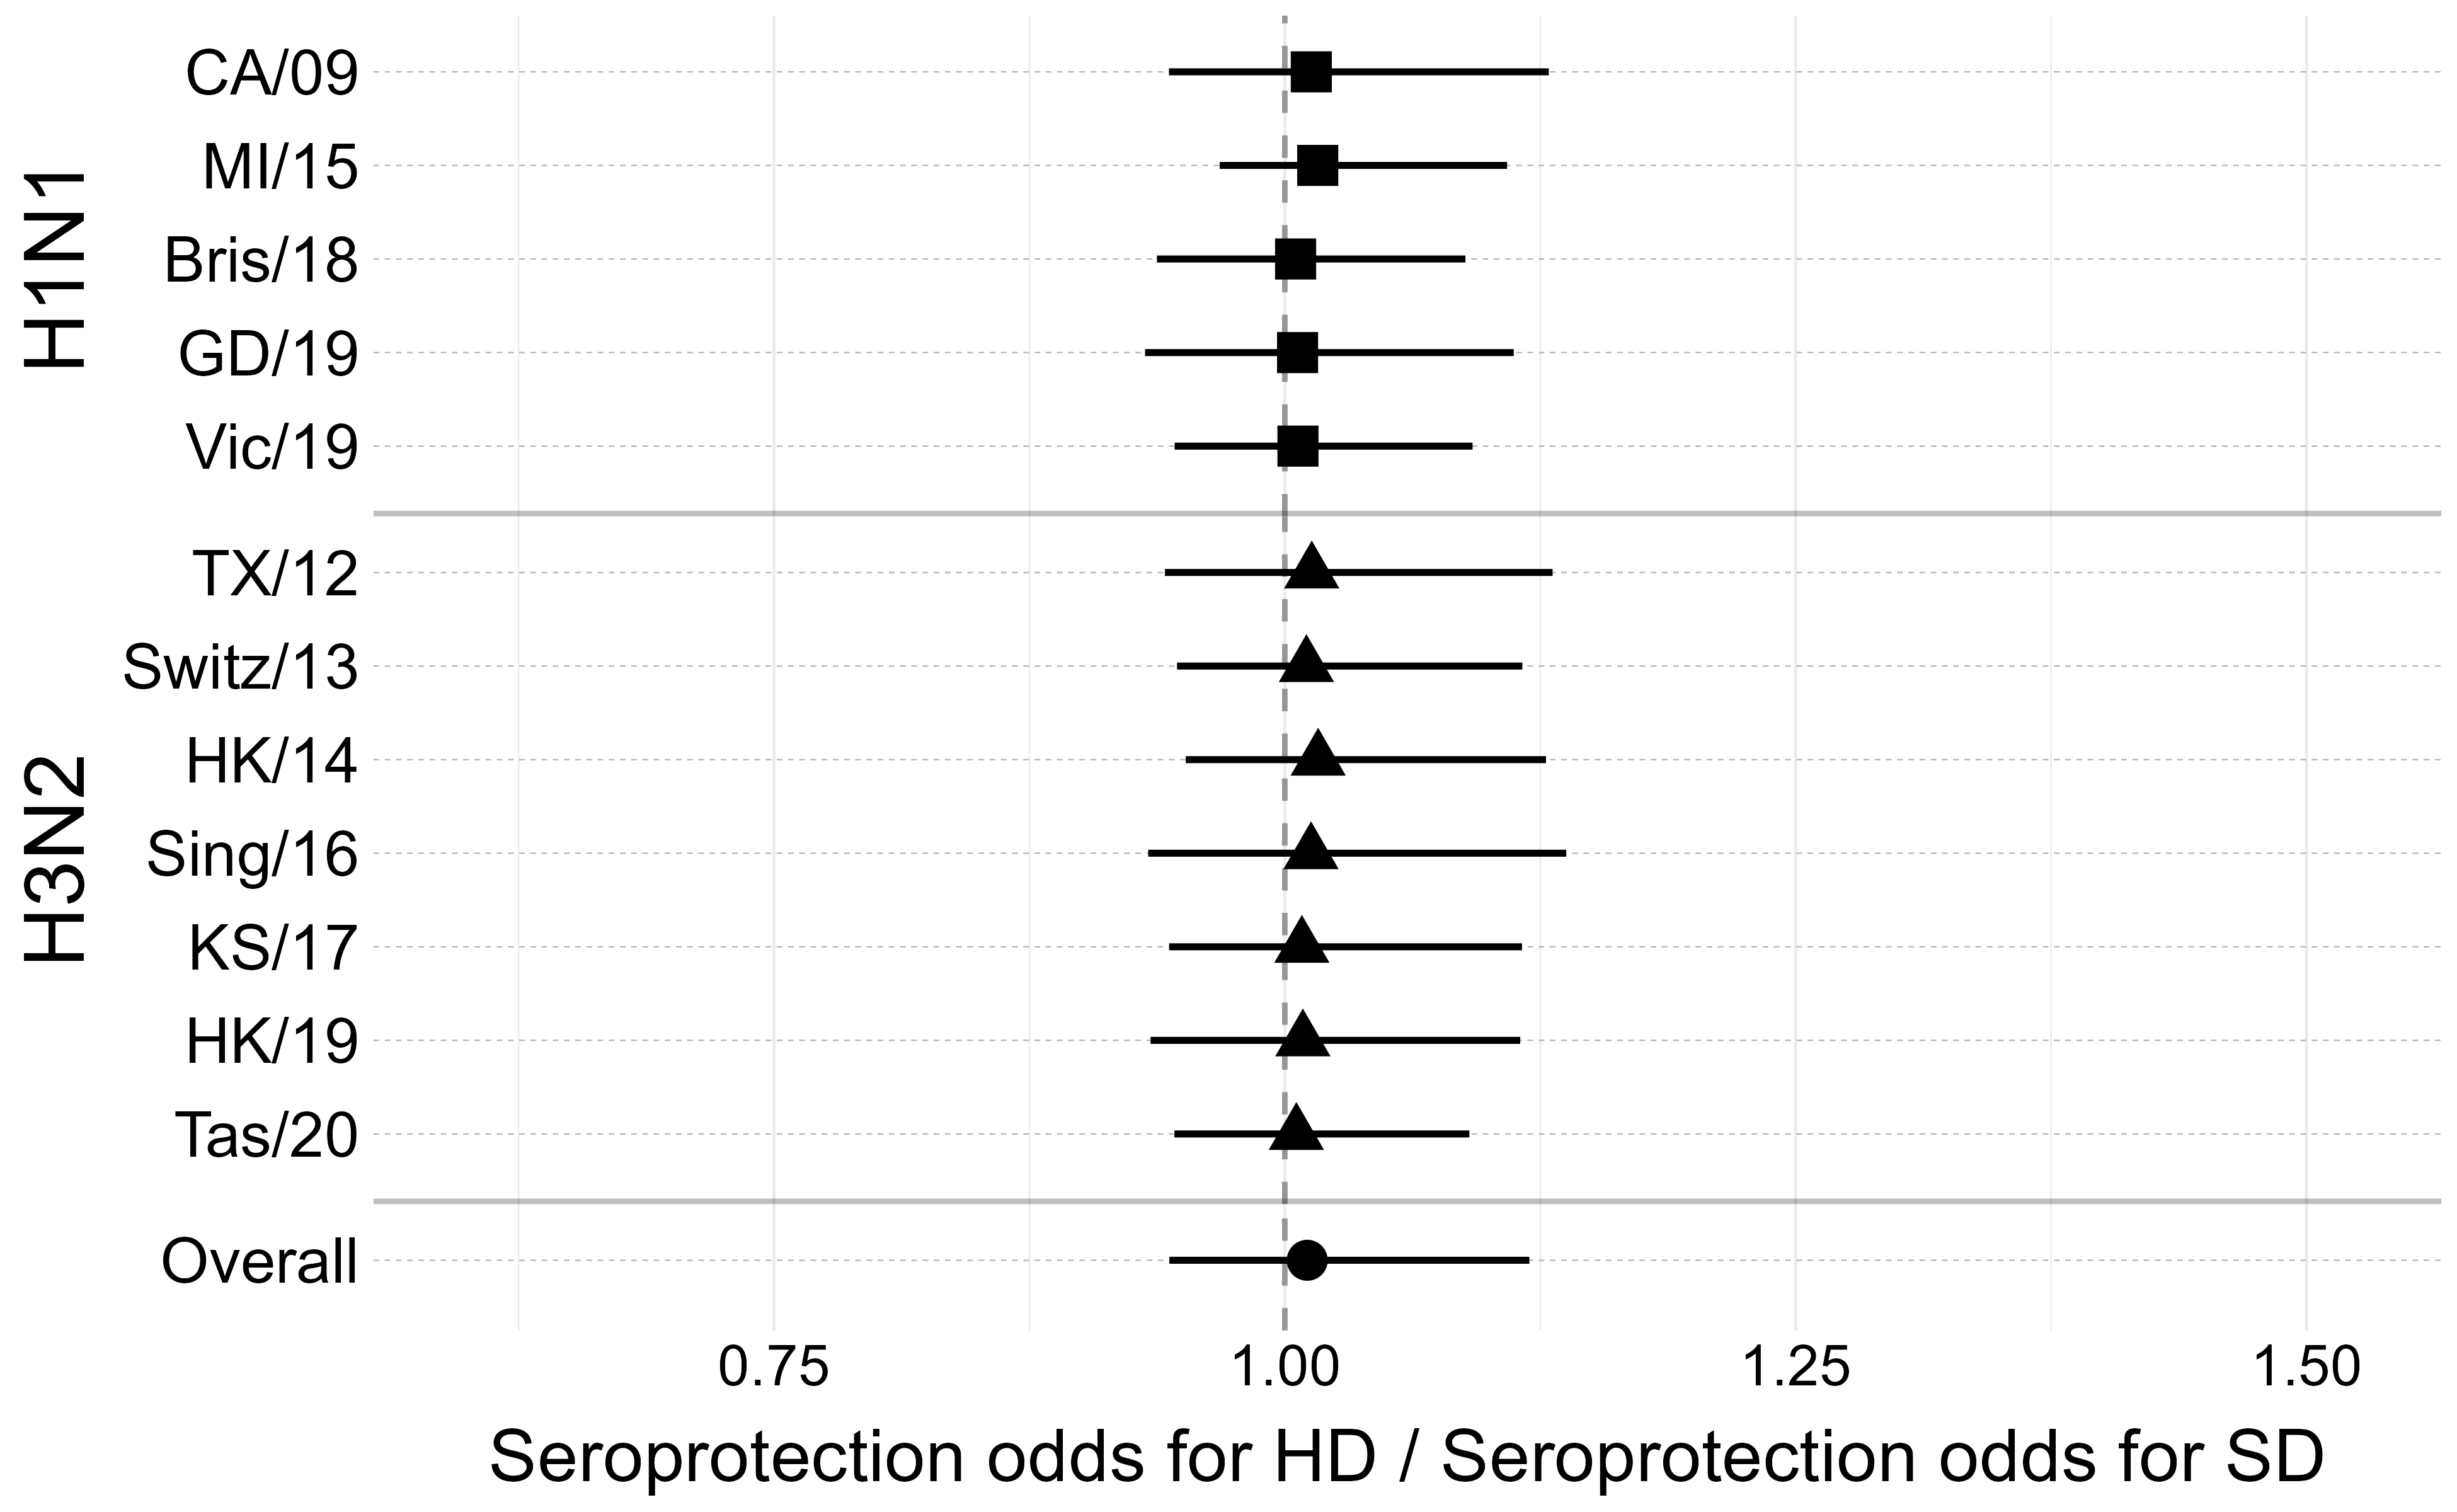 H1N1
CA/09
MI/15
Bris/18
GD/19
Vic/19
H3N2
TX/12
Switz/13
HK/14
Sing/16
KS/17
HK/19
Tas/20
Overall
0.75 1.00 1.25 1.50
Seroprotection odds for HD / Seroprotection odds for SD